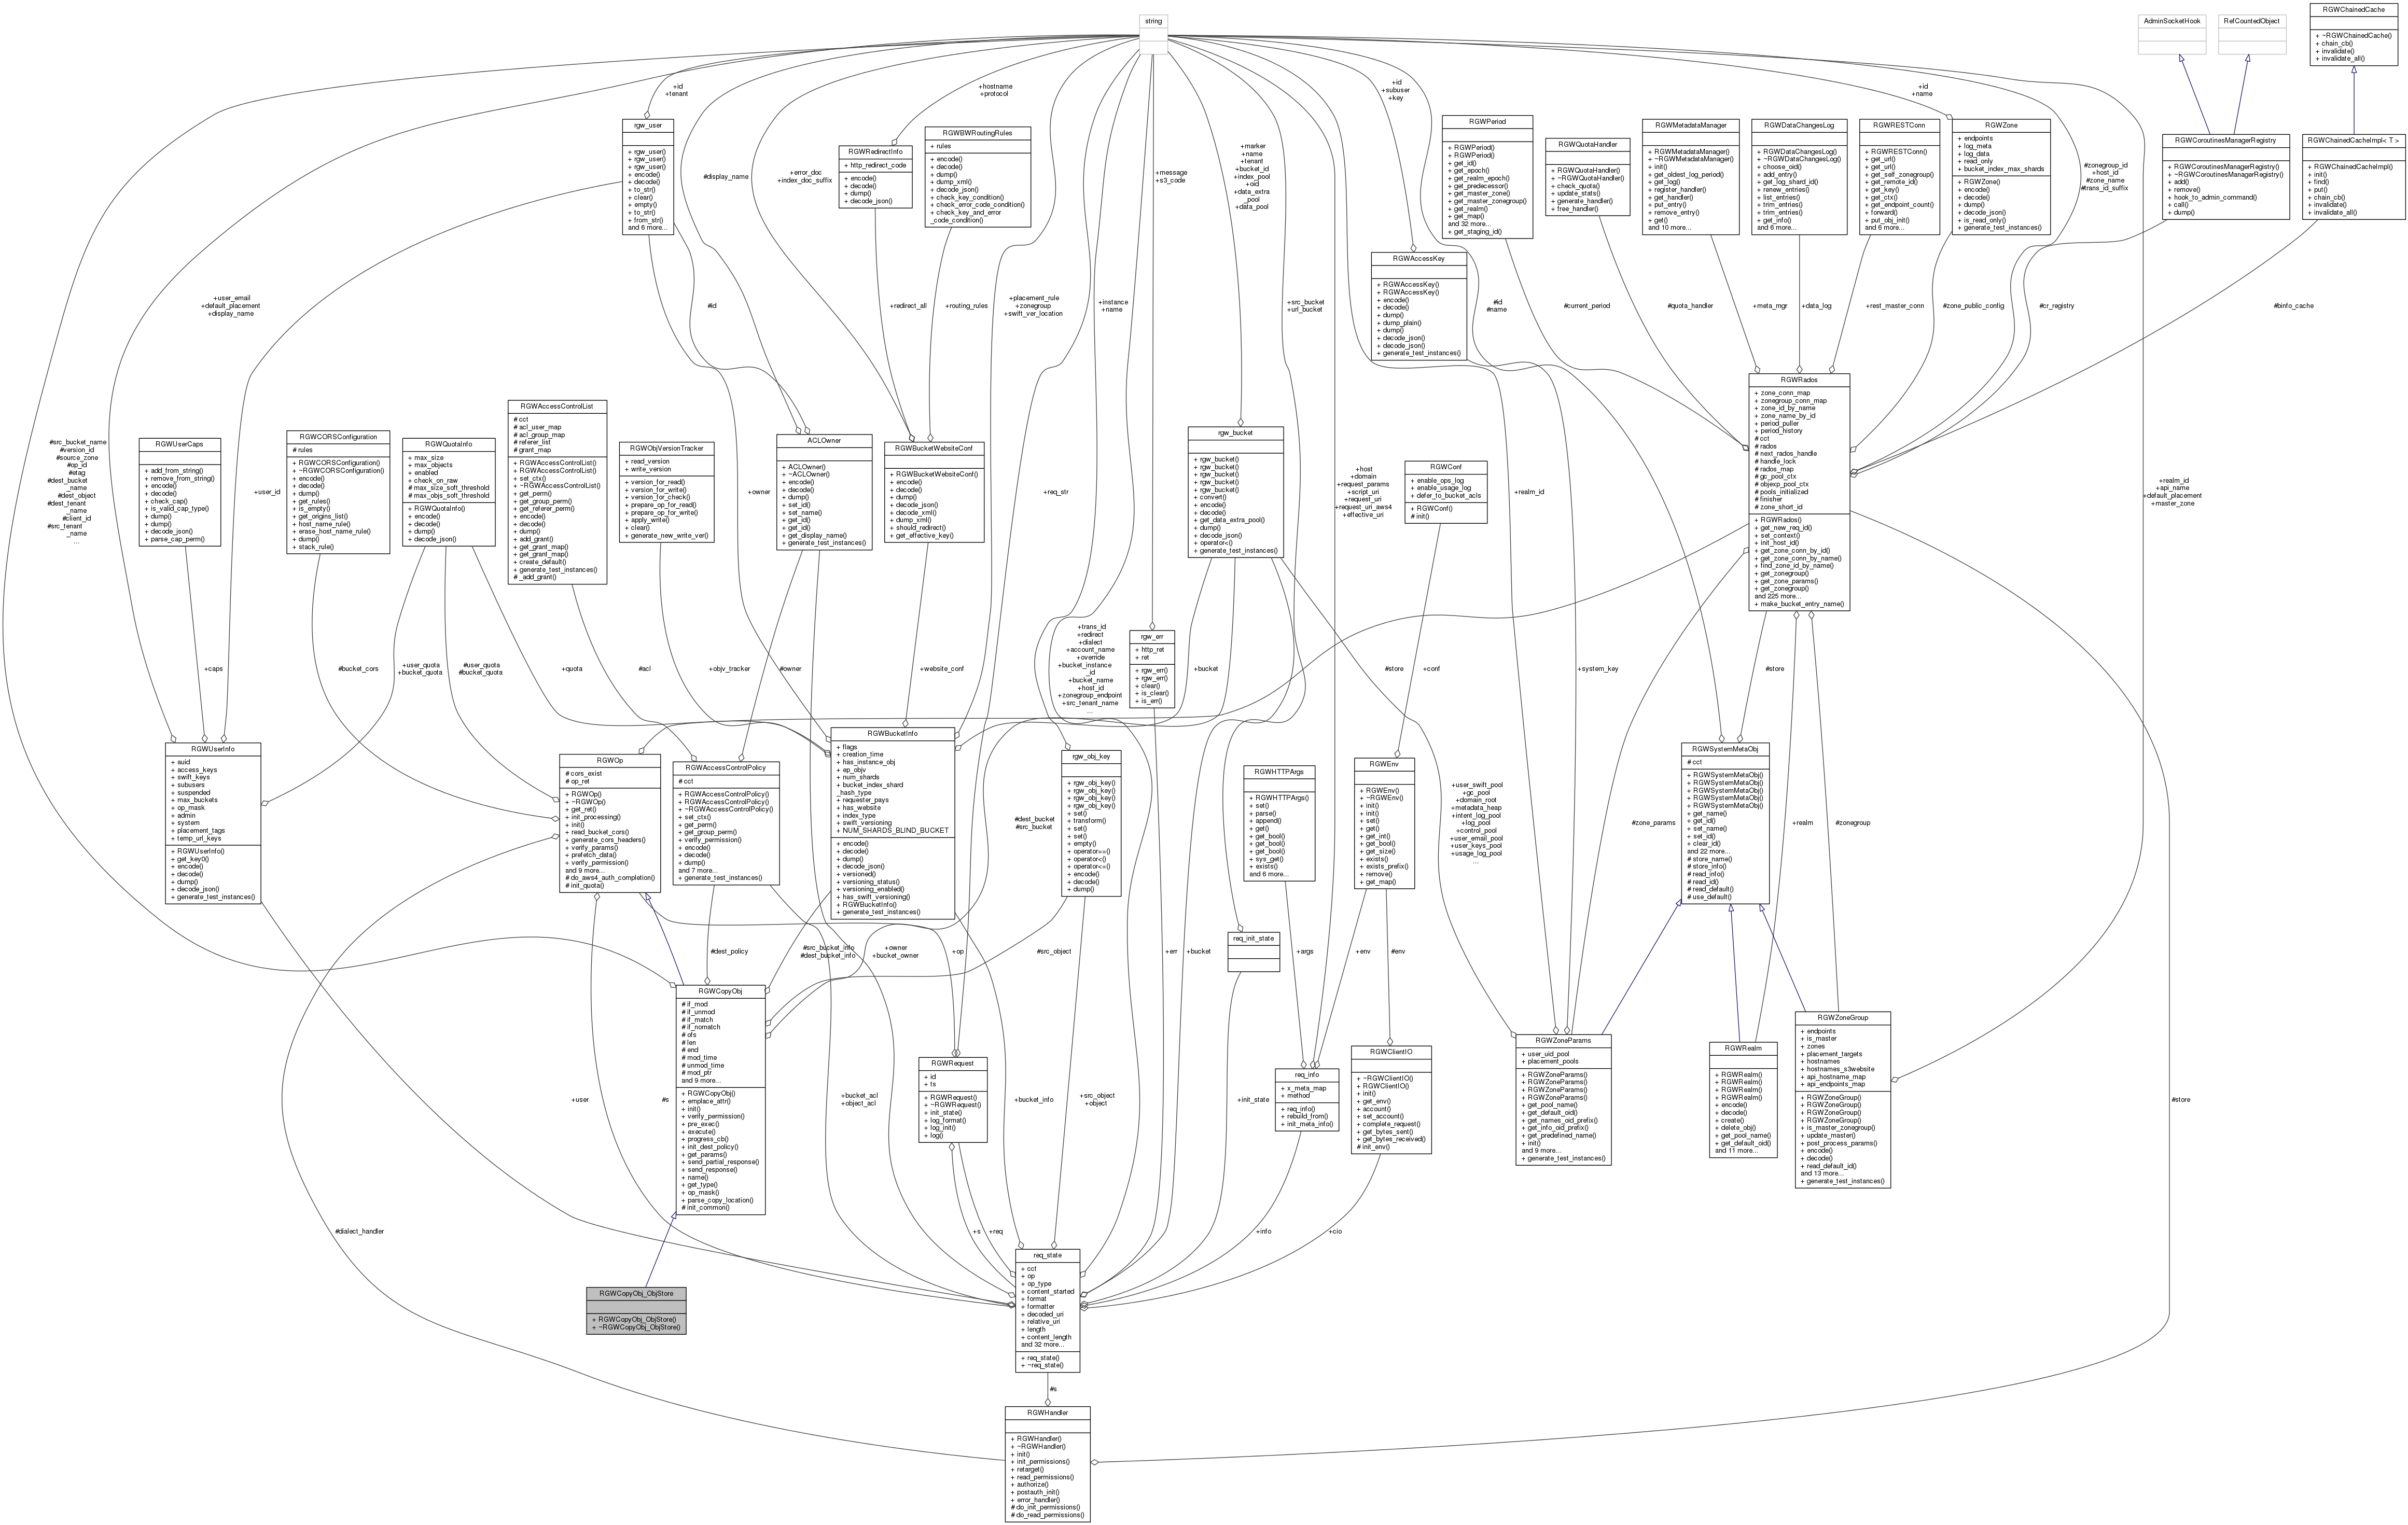 string
AdminSocketHook
RefCountedObject
RGWChainedCache
+ ~RGWChainedCache()
+ chain_cb()
+ invalidate()
+ invalidate_all()
+id
+tenant
+hostname
+protocol
+id
+subuser
+key
+id
+name
rgw_user
+ rgw_user()
+ rgw_user()
+ rgw_user()
+ encode()
+ decode()
+ to_str()
+ clear()
+ empty()
+ to_str()
+ from_str()
and 6 more...
#display_name
+error_doc
+index_doc_suffix
RGWRedirectInfo
+ http_redirect_code
+ encode()
+ decode()
+ dump()
+ decode_json()
RGWBWRoutingRules
+ rules
+ encode()
+ decode()
+ dump()
+ dump_xml()
+ decode_json()
+ check_key_condition()
+ check_error_code_condition()
+ check_key_and_error
_code_condition()
+message
+s3_code
+marker
+name
+tenant
+bucket_id
+index_pool
+oid
+data_extra
_pool
+data_pool
RGWPeriod
+ RGWPeriod()
+ RGWPeriod()
+ get_id()
+ get_epoch()
+ get_realm_epoch()
+ get_predecessor()
+ get_master_zone()
+ get_master_zonegroup()
+ get_realm()
+ get_map()
and 32 more...
+ get_staging_id()
RGWQuotaHandler
+ RGWQuotaHandler()
+ ~RGWQuotaHandler()
+ check_quota()
+ update_stats()
+ generate_handler()
+ free_handler()
RGWMetadataManager
+ RGWMetadataManager()
+ ~RGWMetadataManager()
+ init()
+ get_oldest_log_period()
+ get_log()
+ register_handler()
+ get_handler()
+ put_entry()
+ remove_entry()
+ get()
and 10 more...
RGWDataChangesLog
+ RGWDataChangesLog()
+ ~RGWDataChangesLog()
+ choose_oid()
+ add_entry()
+ get_log_shard_id()
+ renew_entries()
+ list_entries()
+ trim_entries()
+ trim_entries()
+ get_info()
and 6 more...
RGWRESTConn
+ RGWRESTConn()
+ get_url()
+ get_url()
+ get_self_zonegroup()
+ get_remote_id()
+ get_key()
+ get_ctx()
+ get_endpoint_count()
+ forward()
+ put_obj_init()
and 6 more...
RGWZone
+ endpoints
+ log_meta
+ log_data
+ read_only
+ bucket_index_max_shards
+ RGWZone()
+ encode()
+ decode()
+ dump()
+ decode_json()
+ is_read_only()
+ generate_test_instances()
#zonegroup_id
+host_id
#zone_name
#trans_id_suffix
RGWCoroutinesManagerRegistry
+ RGWCoroutinesManagerRegistry()
+ ~RGWCoroutinesManagerRegistry()
+ add()
+ remove()
+ hook_to_admin_command()
+ call()
+ dump()
RGWChainedCacheImpl< T >
+ RGWChainedCacheImpl()
+ init()
+ find()
+ put()
+ chain_cb()
+ invalidate()
+ invalidate_all()
RGWAccessKey
+ RGWAccessKey()
+ RGWAccessKey()
+ encode()
+ decode()
+ dump()
+ dump_plain()
+ dump()
+ decode_json()
+ decode_json()
+ generate_test_instances()
+user_email
+default_placement
+display_name
#id
+redirect_all
+routing_rules
+placement_rule
+zonegroup
+swift_ver_location
+instance
+name
+src_bucket
+url_bucket
#id
#name
#current_period
#quota_handler
+meta_mgr
+data_log
+rest_master_conn
#zone_public_config
#cr_registry
#binfo_cache
RGWRados
+ zone_conn_map
+ zonegroup_conn_map
+ zone_id_by_name
+ zone_name_by_id
+ period_puller
+ period_history
# cct
# rados
# next_rados_handle
# handle_lock
# rados_map
# gc_pool_ctx
# objexp_pool_ctx
# pools_initialized
# finisher
# zone_short_id
+ RGWRados()
+ get_new_req_id()
+ set_context()
+ init_host_id()
+ get_zone_conn_by_id()
+ get_zone_conn_by_name()
+ find_zone_id_by_name()
+ get_zonegroup()
+ get_zone_params()
+ get_zonegroup()
and 225 more...
+ make_bucket_entry_name()
#src_bucket_name
#version_id
#source_zone
#op_id
#etag
#dest_bucket
_name
#dest_object
#dest_tenant
_name
#client_id
#src_tenant
_name
...
RGWUserCaps
+ add_from_string()
+ remove_from_string()
+ encode()
+ decode()
+ check_cap()
+ is_valid_cap_type()
+ dump()
+ dump()
+ decode_json()
+ parse_cap_perm()
+user_id
RGWCORSConfiguration
# rules
+ RGWCORSConfiguration()
+ ~RGWCORSConfiguration()
+ encode()
+ decode()
+ dump()
+ get_rules()
+ is_empty()
+ get_origins_list()
+ host_name_rule()
+ erase_host_name_rule()
+ dump()
+ stack_rule()
RGWQuotaInfo
+ max_size
+ max_objects
+ enabled
+ check_on_raw
# max_size_soft_threshold
# max_objs_soft_threshold
+ RGWQuotaInfo()
+ encode()
+ decode()
+ dump()
+ decode_json()
RGWAccessControlList
# cct
# acl_user_map
# acl_group_map
# referer_list
# grant_map
+ RGWAccessControlList()
+ RGWAccessControlList()
+ set_ctx()
+ ~RGWAccessControlList()
+ get_perm()
+ get_group_perm()
+ get_referer_perm()
+ encode()
+ decode()
+ dump()
+ add_grant()
+ get_grant_map()
+ get_grant_map()
+ create_default()
+ generate_test_instances()
# _add_grant()
RGWObjVersionTracker
+ read_version
+ write_version
+ version_for_read()
+ version_for_write()
+ version_for_check()
+ prepare_op_for_read()
+ prepare_op_for_write()
+ apply_write()
+ clear()
+ generate_new_write_ver()
+owner
ACLOwner
+ ACLOwner()
+ ~ACLOwner()
+ encode()
+ decode()
+ dump()
+ set_id()
+ set_name()
+ get_id()
+ get_id()
+ get_display_name()
+ generate_test_instances()
RGWBucketWebsiteConf
+ RGWBucketWebsiteConf()
+ encode()
+ decode()
+ dump()
+ decode_json()
+ decode_xml()
+ dump_xml()
+ should_redirect()
+ get_effective_key()
+req_str
rgw_bucket
+ rgw_bucket()
+ rgw_bucket()
+ rgw_bucket()
+ rgw_bucket()
+ rgw_bucket()
+ convert()
+ encode()
+ decode()
+ get_data_extra_pool()
+ dump()
+ decode_json()
+ operator<()
+ generate_test_instances()
+host
+domain
+request_params
+script_uri
+request_uri
+request_uri_aws4
+effective_uri
RGWConf
+ enable_ops_log
+ enable_usage_log
+ defer_to_bucket_acls
+ RGWConf()
# init()
+realm_id
+realm_id
+api_name
+default_placement
+master_zone
+caps
#bucket_cors
+user_quota
+bucket_quota
#user_quota
#bucket_quota
+quota
#acl
+objv_tracker
#owner
+website_conf
+trans_id
+redirect
+dialect
+account_name
+override
+bucket_instance
_id
+bucket_name
+host_id
+zonegroup_endpoint
+src_tenant_name
...
rgw_err
+ http_ret
+ ret
+ rgw_err()
+ rgw_err()
+ clear()
+ is_clear()
+ is_err()
+bucket
#store
+conf
+system_key
#store
RGWUserInfo
+ auid
+ access_keys
+ swift_keys
+ subusers
+ suspended
+ max_buckets
+ op_mask
+ admin
+ system
+ placement_tags
+ temp_url_keys
+ RGWUserInfo()
+ get_key0()
+ encode()
+ decode()
+ dump()
+ decode_json()
+ generate_test_instances()
RGWOp
# cors_exist
# op_ret
+ RGWOp()
+ ~RGWOp()
+ get_ret()
+ init_processing()
+ init()
+ read_bucket_cors()
+ generate_cors_headers()
+ verify_params()
+ prefetch_data()
+ verify_permission()
and 9 more...
# do_aws4_auth_completion()
# init_quota()
RGWAccessControlPolicy
# cct
+ RGWAccessControlPolicy()
+ RGWAccessControlPolicy()
+ ~RGWAccessControlPolicy()
+ set_ctx()
+ get_perm()
+ get_group_perm()
+ verify_permission()
+ encode()
+ decode()
+ dump()
and 7 more...
+ generate_test_instances()
RGWBucketInfo
+ flags
+ creation_time
+ has_instance_obj
+ ep_objv
+ num_shards
+ bucket_index_shard
_hash_type
+ requester_pays
+ has_website
+ index_type
+ swift_versioning
+ NUM_SHARDS_BLIND_BUCKET
+ encode()
+ decode()
+ dump()
+ decode_json()
+ versioned()
+ versioning_status()
+ versioning_enabled()
+ has_swift_versioning()
+ RGWBucketInfo()
+ generate_test_instances()
#dest_bucket
#src_bucket
rgw_obj_key
+ rgw_obj_key()
+ rgw_obj_key()
+ rgw_obj_key()
+ rgw_obj_key()
+ set()
+ transform()
+ set()
+ set()
+ empty()
+ operator==()
+ operator<()
+ operator<=()
+ encode()
+ decode()
+ dump()
RGWHTTPArgs
+ RGWHTTPArgs()
+ set()
+ parse()
+ append()
+ get()
+ get_bool()
+ get_bool()
+ get_bool()
+ sys_get()
+ exists()
and 6 more...
RGWEnv
+ RGWEnv()
+ ~RGWEnv()
+ init()
+ init()
+ set()
+ get()
+ get_int()
+ get_bool()
+ get_size()
+ exists()
+ exists_prefix()
+ remove()
+ get_map()
+user_swift_pool
+gc_pool
+domain_root
+metadata_heap
+intent_log_pool
+log_pool
+control_pool
+user_email_pool
+user_keys_pool
+usage_log_pool
...
#zone_params
RGWSystemMetaObj
# cct
+ RGWSystemMetaObj()
+ RGWSystemMetaObj()
+ RGWSystemMetaObj()
+ RGWSystemMetaObj()
+ RGWSystemMetaObj()
+ get_name()
+ get_id()
+ set_name()
+ set_id()
+ clear_id()
and 22 more...
# store_name()
# store_info()
# read_info()
# read_id()
# read_default()
# use_default()
+realm
#zonegroup
#dest_policy
#src_bucket_info
#dest_bucket_info
+owner
+bucket_owner
+op
#src_object
+err
+bucket
req_init_state
+args
+env
#env
RGWCopyObj
# if_mod
# if_unmod
# if_match
# if_nomatch
# ofs
# len
# end
# mod_time
# unmod_time
# mod_ptr
and 9 more...
+ RGWCopyObj()
+ emplace_attr()
+ init()
+ verify_permission()
+ pre_exec()
+ execute()
+ progress_cb()
+ init_dest_policy()
+ get_params()
+ send_partial_response()
+ send_response()
+ name()
+ get_type()
+ op_mask()
+ parse_copy_location()
# init_common()
RGWRequest
+ id
+ ts
+ RGWRequest()
+ ~RGWRequest()
+ init_state()
+ log_format()
+ log_init()
+ log()
req_info
+ x_meta_map
+ method
+ req_info()
+ rebuild_from()
+ init_meta_info()
RGWClientIO
+ ~RGWClientIO()
+ RGWClientIO()
+ init()
+ get_env()
+ account()
+ set_account()
+ complete_request()
+ get_bytes_sent()
+ get_bytes_received()
# init_env()
RGWZoneParams
+ user_uid_pool
+ placement_pools
+ RGWZoneParams()
+ RGWZoneParams()
+ RGWZoneParams()
+ RGWZoneParams()
+ get_pool_name()
+ get_default_oid()
+ get_names_oid_prefix()
+ get_info_oid_prefix()
+ get_predefined_name()
+ init()
and 9 more...
+ generate_test_instances()
RGWRealm
+ RGWRealm()
+ RGWRealm()
+ RGWRealm()
+ RGWRealm()
+ encode()
+ decode()
+ create()
+ delete_obj()
+ get_pool_name()
+ get_default_oid()
and 11 more...
RGWZoneGroup
+ endpoints
+ is_master
+ zones
+ placement_targets
+ hostnames
+ hostnames_s3website
+ api_hostname_map
+ api_endpoints_map
+ RGWZoneGroup()
+ RGWZoneGroup()
+ RGWZoneGroup()
+ RGWZoneGroup()
+ is_master_zonegroup()
+ update_master()
+ post_process_params()
+ encode()
+ decode()
+ read_default_id()
and 13 more...
+ generate_test_instances()
+user
#s
+bucket_acl
+object_acl
+bucket_info
+src_object
+object
+init_state
#store
#dialect_handler
+s
+req
+info
+cio
RGWCopyObj_ObjStore
+ RGWCopyObj_ObjStore()
+ ~RGWCopyObj_ObjStore()
req_state
+ cct
+ op
+ op_type
+ content_started
+ format
+ formatter
+ decoded_uri
+ relative_uri
+ length
+ content_length
and 32 more...
+ req_state()
+ ~req_state()
#s
RGWHandler
+ RGWHandler()
+ ~RGWHandler()
+ init()
+ init_permissions()
+ retarget()
+ read_permissions()
+ authorize()
+ postauth_init()
+ error_handler()
# do_init_permissions()
# do_read_permissions()